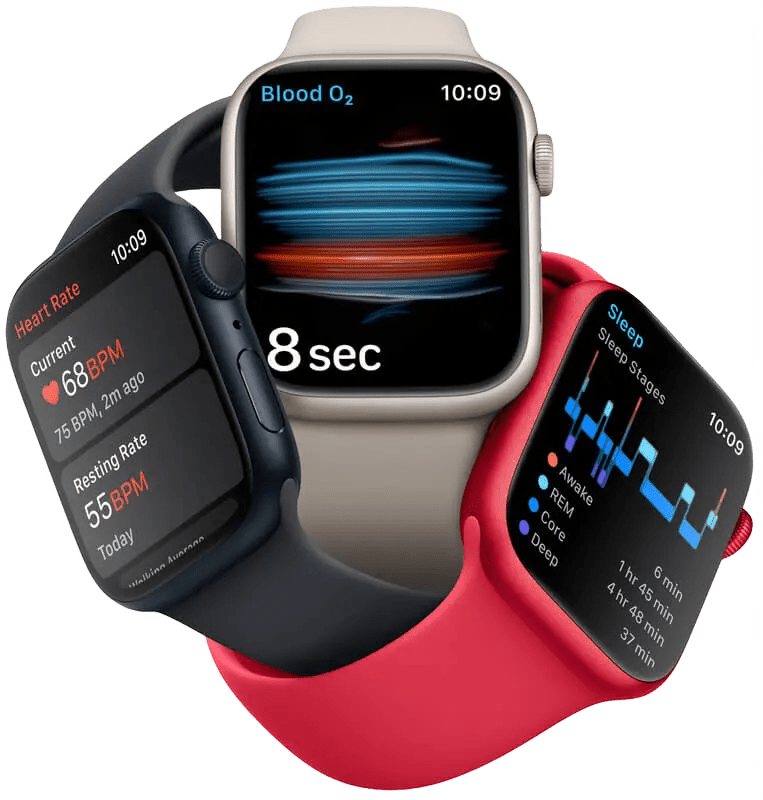 Blood O₂
10:09
8 sec
10:09
Heart Rate
Current
68BPM
75 BPM, 2m ago
Resting Rate
55BPM
Today
Walking Average
Sleep
Sleep Stages
10:09
Awake
REM
Core
Deep
6 min
1 hr 45 min
4 hr 48 min
37 min